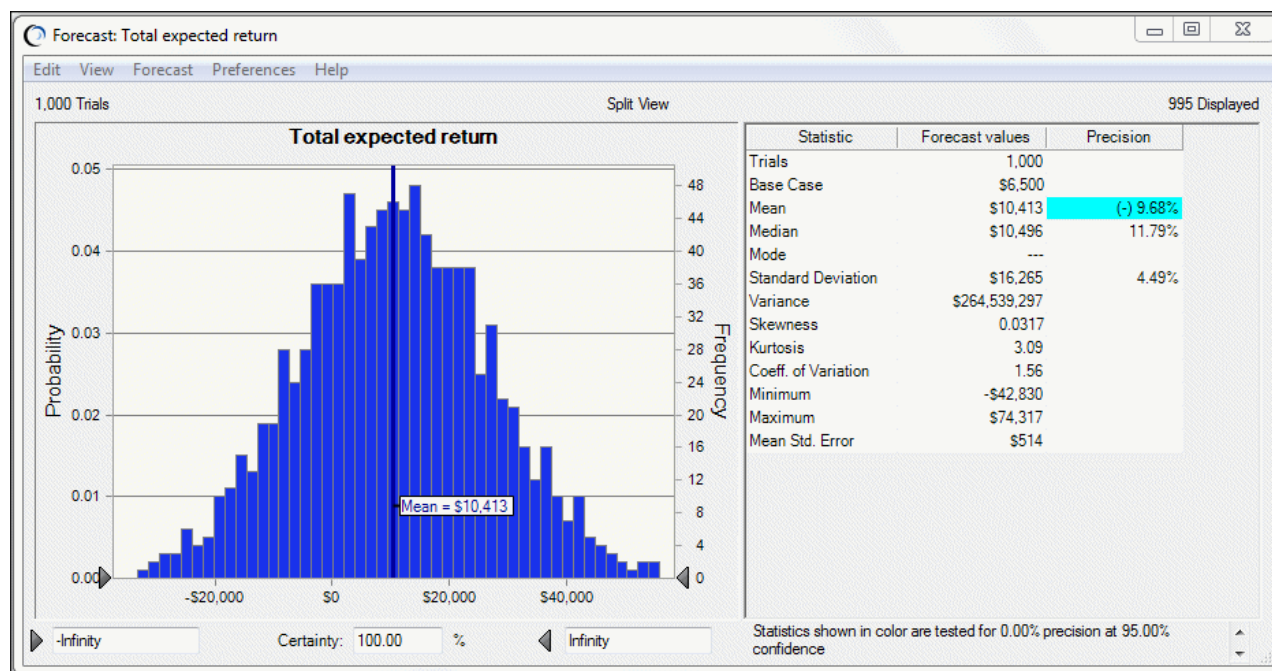 Forecast: Total expected return
Edit View Forecast Preferences Help
1,000 Trials Split View 995 Displayed
Total expected return
Probability
0.05
0.04
0.03
0.02
0.01
0.00
-$20,000 $0 $20,000 $40,000
Mean = $10,413
48
44
40
36
32
28
24
20
16
12
8
4
0
Frequency
Statistic Forecast values Precision
Trials 1,000
Base Case $6,500
Mean $10,413 (-) 9.68%
Median $10,496 11.79%
Mode ---
Standard Deviation $16,265 4.49%
Variance $264,539,297
Skewness 0.0317
Kurtosis 3.09
Coeff. of Variation 1.56
Minimum -$42,830
Maximum $74,317
Mean Std. Error $514
-Infinity Certainty: 100.00 % Infinity
Statistics shown in color are tested for 0.00% precision at 95.00%
confidence